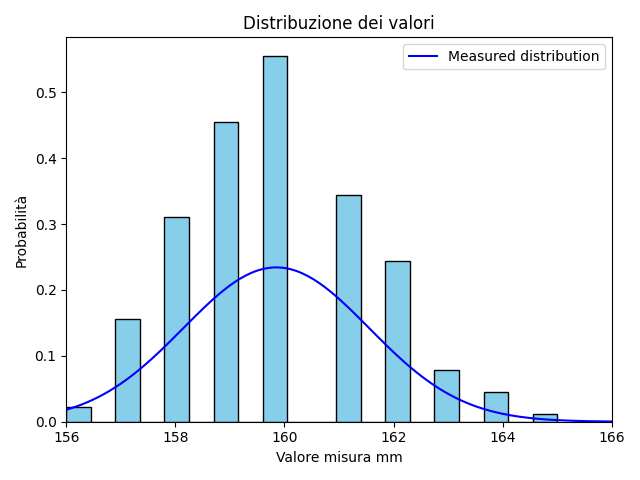 Distribuzione dei valori
Measured distribution
Probabilità
0.5
0.4
0.3
0.2
0.1
0.0
156 158 160 162 164 166
Valore misura mm